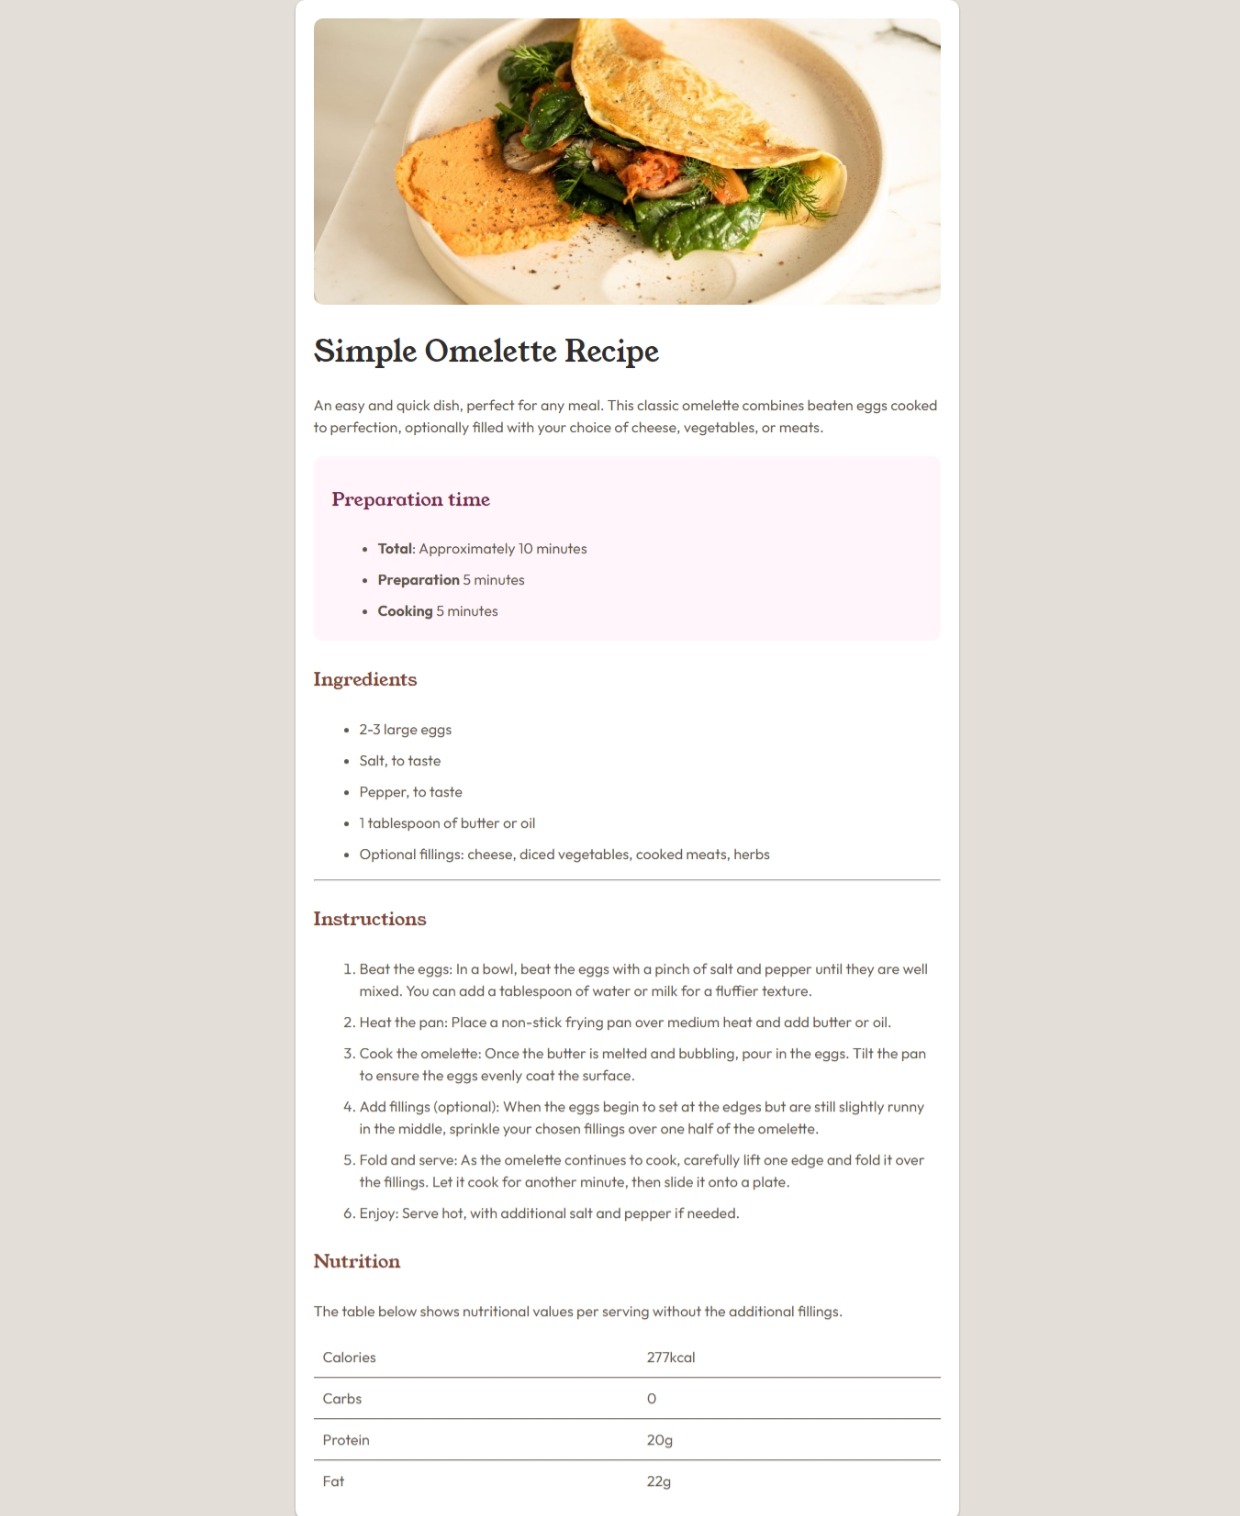 Simple Omelette Recipe
An easy and quick dish, perfect for any meal. This classic omelette combines beaten eggs cooked
to perfection, optionally filled with your choice of cheese, vegetables, or meats.
Preparation time
• Total: Approximately 10 minutes
• Preparation 5 minutes
• Cooking 5 minutes
Ingredients
• 2-3 large eggs
• Salt, to taste
• Pepper, to taste
• 1 tablespoon of butter or oil
• Optional fillings: cheese, diced vegetables, cooked meats, herbs
Instructions
1. Beat the eggs: In a bowl, beat the eggs with a pinch of salt and pepper until they are well
mixed. You can add a tablespoon of water or milk for a fluffier texture.
2. Heat the pan: Place a non-stick frying pan over medium heat and add butter or oil.
3. Cook the omelette: Once the butter is melted and bubbling, pour in the eggs. Tilt the pan
to ensure the eggs evenly coat the surface.
4. Add fillings (optional): When the eggs begin to set at the edges but are still slightly runny
in the middle, sprinkle your chosen fillings over one half of the omelette.
5. Fold and serve: As the omelette continues to cook, carefully lift one edge and fold it over
the fillings. Let it cook for another minute, then slide it onto a plate.
6. Enjoy: Serve hot, with additional salt and pepper if needed.
Nutrition
The table below shows nutritional values per serving without the additional fillings.
Calories 277kcal
Carbs 0
Protein 20g
Fat 22g